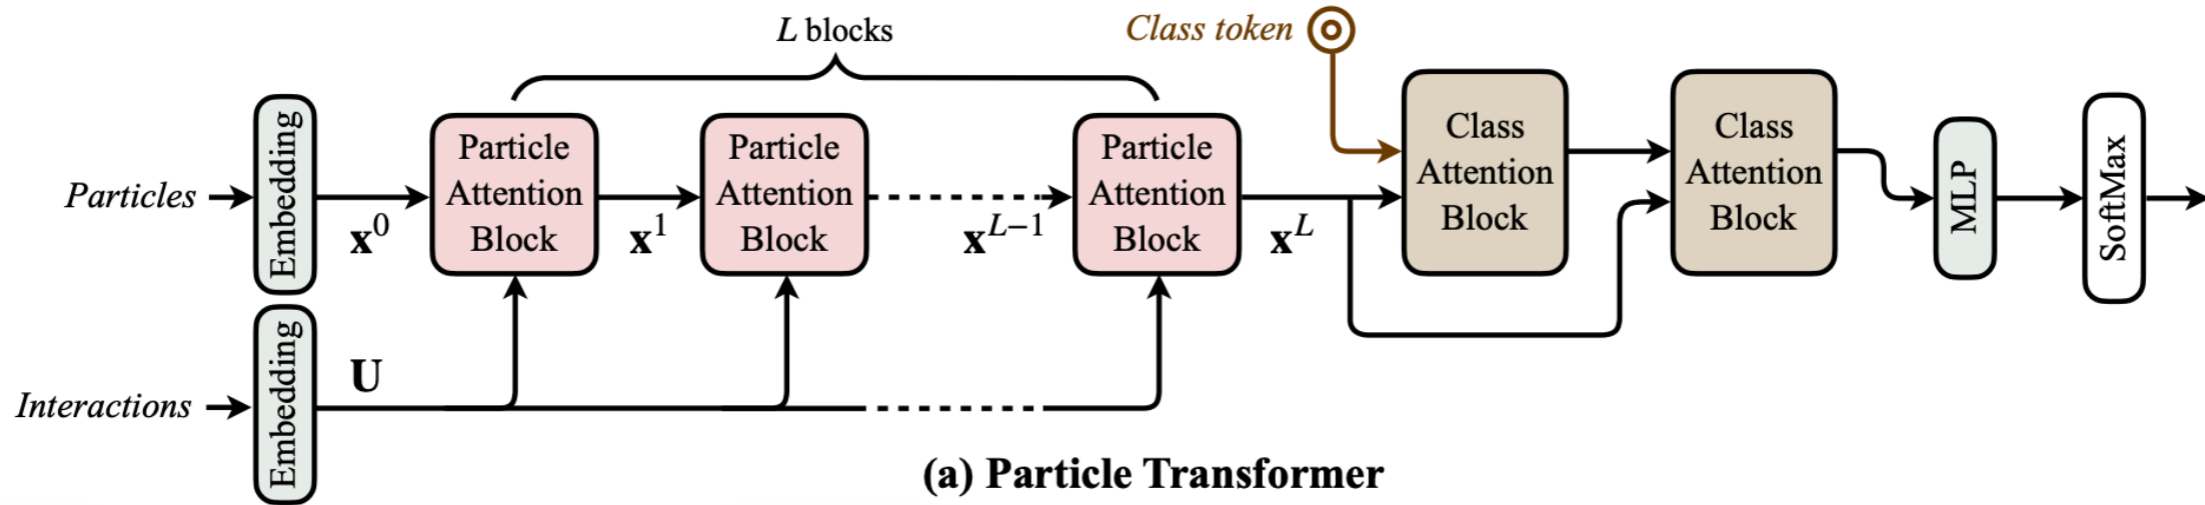 L blocks
Class token
Particles
Embedding
x⁰
Particle
Attention
Block
x¹
Particle
Attention
Block
xᴸ⁻¹
Particle
Attention
Block
xᴸ
Class
Attention
Block
Class
Attention
Block
MLP
SoftMax
Interactions
Embedding
U
(a) Particle Transformer